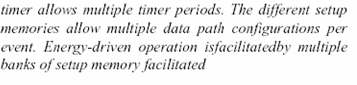 timer allows multiple timer periods. The different setup
memories allow multiple data path configurations per
event. Energy-driven operation isfacilitatedby multiple
banks of setup memory facilitated